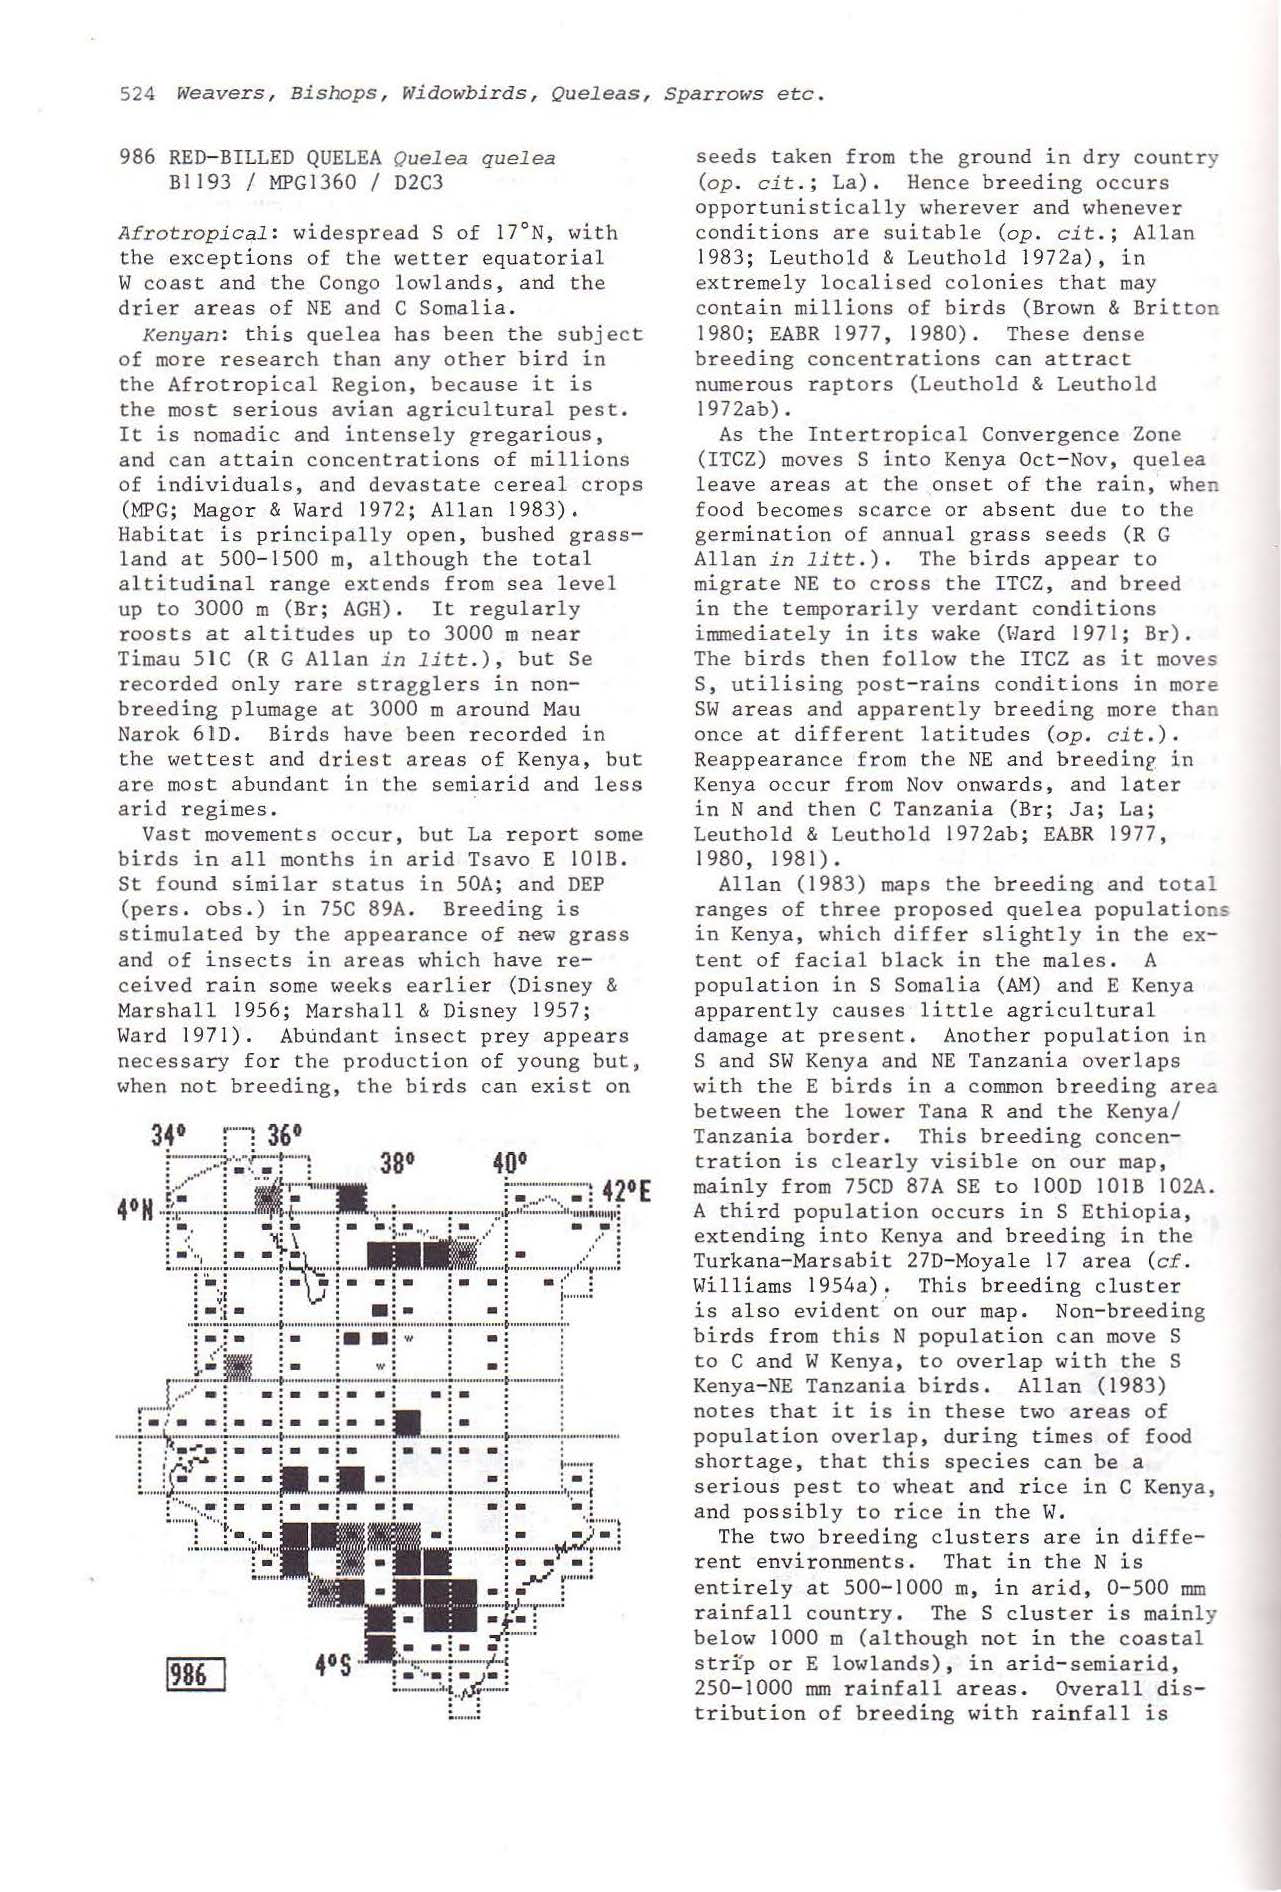 524 Weavers, Bishops, Widowbirds, Queleas, Sparrows etc.
986 RED-BILLED QUELEA Quelea quelea
B1193 / MPG1360 / D2C3
Afrotropical: widespread S of 17°N, with
the exceptions of the wetter equatorial
W coast and the Congo lowlands, and the
drier areas of NE and C Somalia.
Kenyan: this quelea has been the subject
of more research than any other bird in
the Afrotropical Region, because it is
the most serious avian agricultural pest.
It is nomadic and intensely gregarious,
and can attain concentrations of millions
of individuals, and devastate cereal crops
(MPG; Magor & Ward 1972; Allan 1983).
Habitat is principally open, bushed grass-
land at 500-1500 m, although the total
altitudinal range extends from sea level
up to 3000 m (Br; AGH). It regularly
roosts at altitudes up to 3000 m near
Timau 51C (R G Allan in litt.), but Se
recorded only rare stragglers in non-
breeding plumage at 3000 m around Mau
Narok 61D. Birds have been recorded in
the wettest and driest areas of Kenya, but
are most abundant in the semiarid and less
arid regimes.
Vast movements occur, but La report some
birds in all months in arid Tsavo E 101B.
St found similar status in 50A; and DEP
(pers. obs.) in 75C 89A. Breeding is
stimulated by the appearance of new grass
and of insects in areas which have re-
ceived rain some weeks earlier (Disney &
Marshall 1956; Marshall & Disney 1957;
Ward 1971). Abundant insect prey appears
necessary for the production of young but,
when not breeding, the birds can exist on
34° 36°
38° 40°
42°E
4°N
w
w
4°S
986
seeds taken from the ground in dry country
(op. cit.; La). Hence breeding occurs
opportunistically wherever and whenever
conditions are suitable (op. cit.; Allan
1983; Leuthold & Leuthold 1972a), in
extremely localised colonies that may
contain millions of birds (Brown & Britton
1980; EABR 1977, 1980). These dense
breeding concentrations can attract
numerous raptors (Leuthold & Leuthold
1972ab).
As the Intertropical Convergence Zone
(ITCZ) moves S into Kenya Oct-Nov, quelea
leave areas at the onset of the rain, when
food becomes scarce or absent due to the
germination of annual grass seeds (R G
Allan in litt.). The birds appear to
migrate NE to cross the ITCZ, and breed
in the temporarily verdant conditions
immediately in its wake (Ward 1971; Br).
The birds then follow the ITCZ as it moves
S, utilising post-rains conditions in more
SW areas and apparently breeding more than
once at different latitudes (op. cit.).
Reappearance from the NE and breeding in
Kenya occur from Nov onwards, and later
in N and then C Tanzania (Br; Ja; La;
Leuthold & Leuthold 1972ab; EABR 1977,
1980, 1981).
Allan (1983) maps the breeding and total
ranges of three proposed quelea populations
in Kenya, which differ slightly in the ex-
tent of facial black in the males. A
population in S Somalia (AM) and E Kenya
apparently causes little agricultural
damage at present. Another population in
S and SW Kenya and NE Tanzania overlaps
with the E birds in a common breeding area
between the lower Tana R and the Kenya/
Tanzania border. This breeding concen-
tration is clearly visible on our map,
mainly from 75CD 87A SE to 100D 101B 102A.
A third population occurs in S Ethiopia,
extending into Kenya and breeding in the
Turkana-Marsabit 27D-Moyale 17 area (cf.
Williams 1954a). This breeding cluster
is also evident on our map. Non-breeding
birds from this N population can move S
to C and W Kenya, to overlap with the S
Kenya-NE Tanzania birds. Allan (1983)
notes that it is in these two areas of
population overlap, during times of food
shortage, that this species can be a
serious pest to wheat and rice in C Kenya,
and possibly to rice in the W.
The two breeding clusters are in diffe-
rent environments. That in the N is
entirely at 500-1000 m, in arid, 0-500 mm
rainfall country. The S cluster is mainly
below 1000 m (although not in the coastal
strip or E lowlands), in arid-semiarid,
250-1000 mm rainfall areas. Overall dis-
tribution of breeding with rainfall is